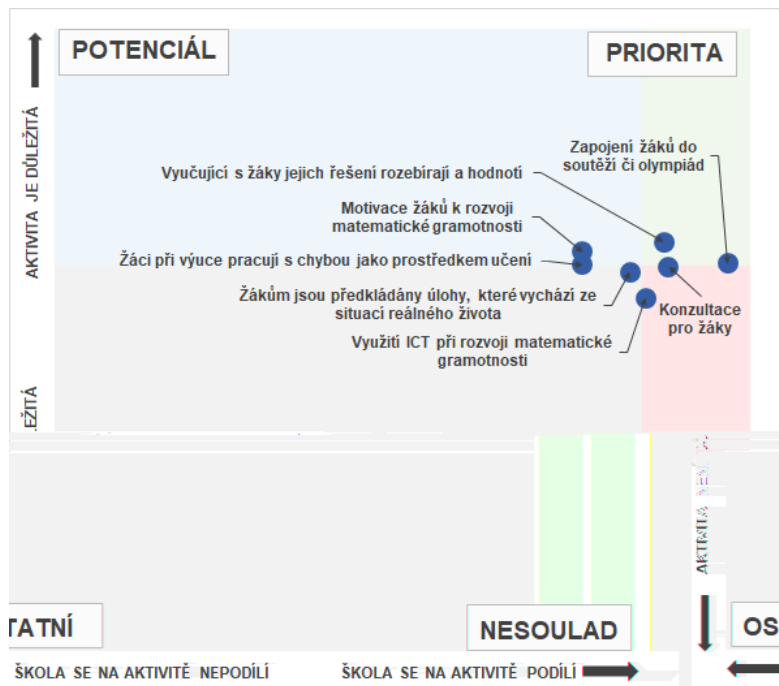 POTENCIÁL
PRIORITA
AKTIVITA JE DŮLEŽITÁ
Zapojení žáků do
soutěží či olympiád
Vyučující s žáky jejich řešení rozebírají a hodnotí
Motivace žáků k rozvoji
matematické gramotnosti
Žáci při výuce pracují s chybou jako prostředkem učení
Žákům jsou předkládány úlohy, které vychází ze
situací reálného života
Konzultace
pro žáky
Využití ICT při rozvoji matematické
gramotnosti
LEŽITÁ
AKTIVITA
TATNÍ
NESOULAD
OS
ŠKOLA SE NA AKTIVITĚ NEPODÍLÍ
ŠKOLA SE NA AKTIVITĚ PODÍLÍ